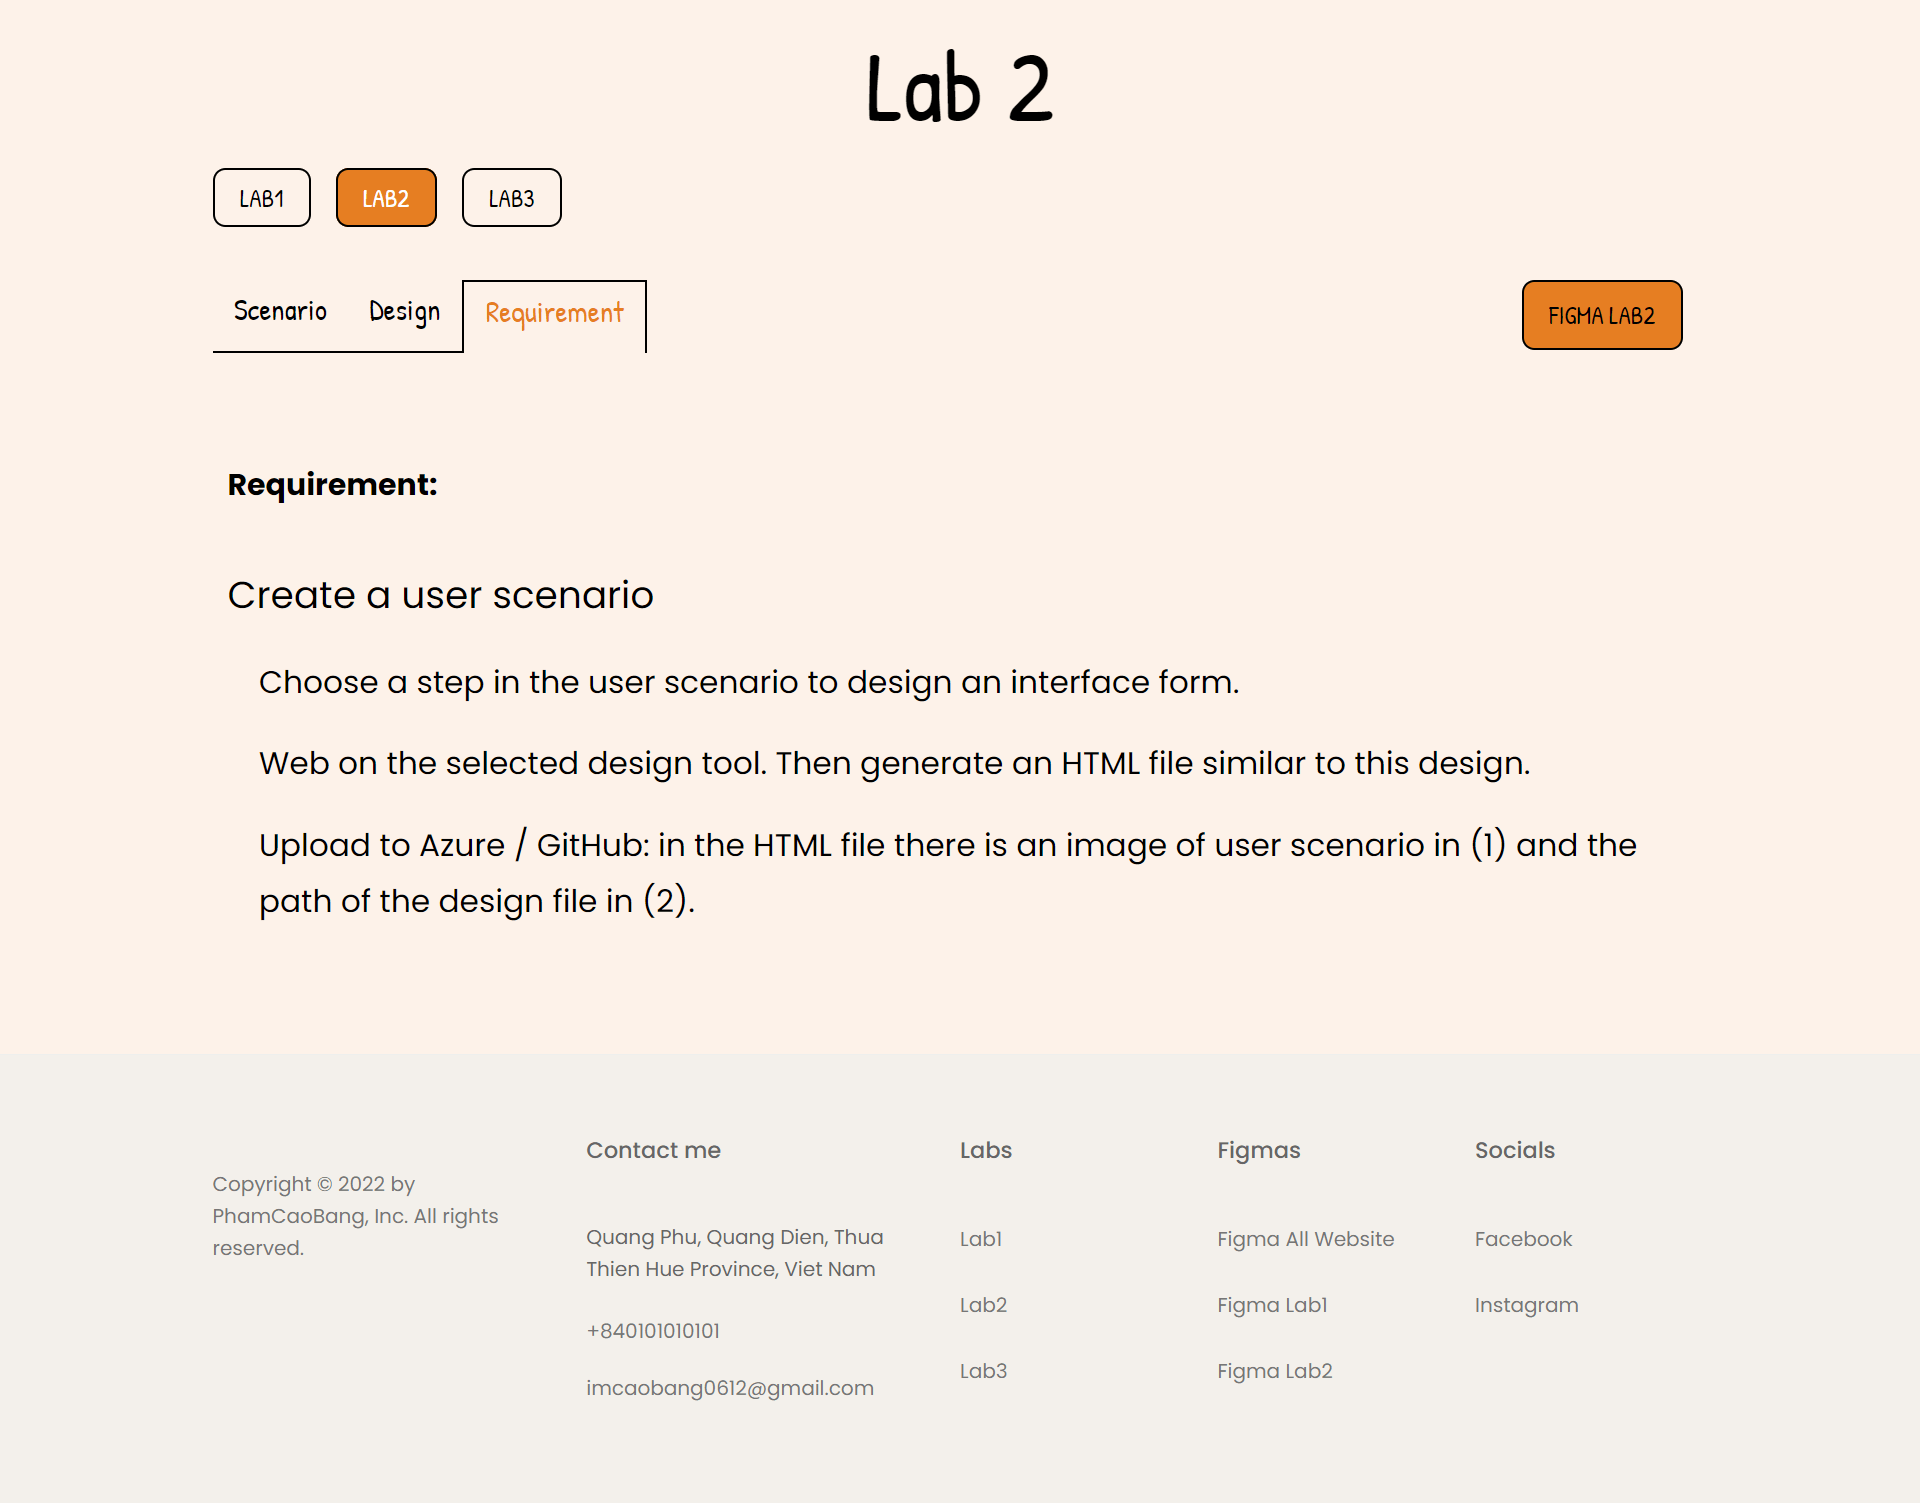 Lab 2
LAB1
LAB2
LAB3
Scenario
Design
Requirement
FIGMA LAB2
Requirement:
Create a user scenario
Choose a step in the user scenario to design an interface form.
Web on the selected design tool. Then generate an HTML file similar to this design.
Upload to Azure / GitHub: in the HTML file there is an image of user scenario in (1) and the
path of the design file in (2).
Copyright © 2022 by
PhamCaoBang, Inc. All rights
reserved.
Contact me
Quang Phu, Quang Dien, Thua
Thien Hue Province, Viet Nam
+840101010101
imcaobang0612@gmail.com
Labs
Lab1
Lab2
Lab3
Figmas
Figma All Website
Figma Lab1
Figma Lab2
Socials
Facebook
Instagram